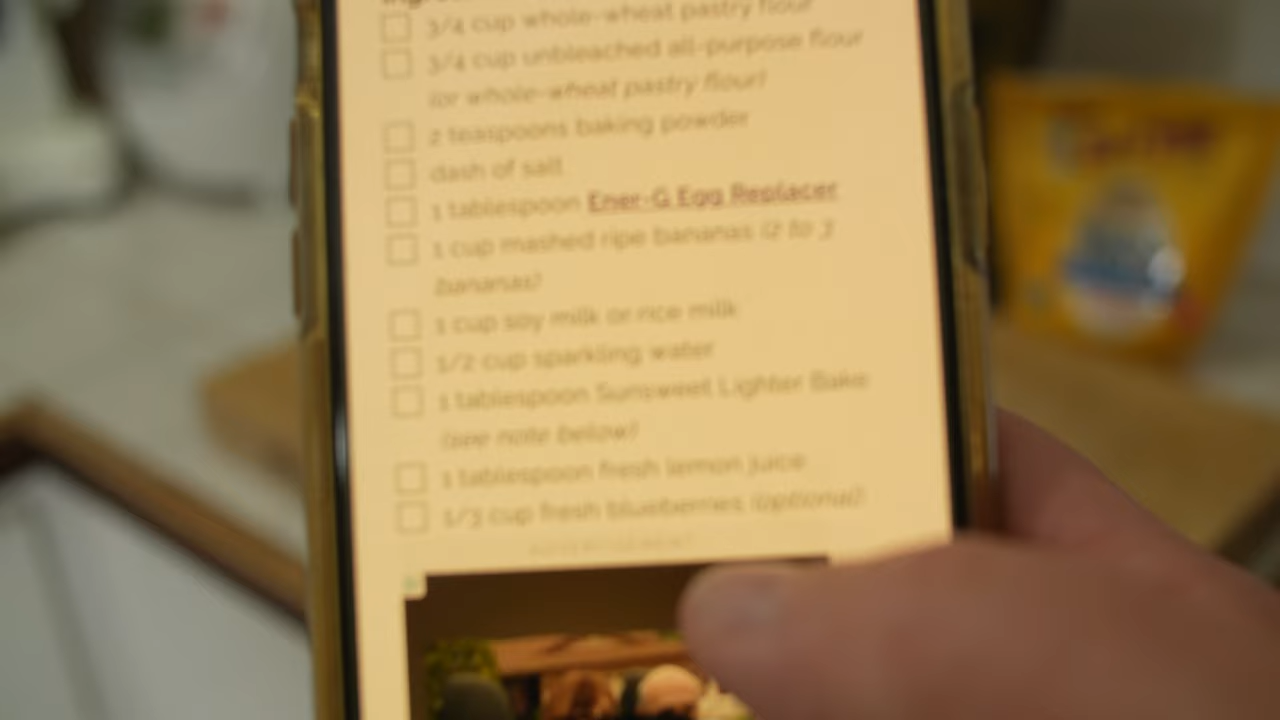 3/4 cup whole-wheat pastry flour
3/4 cup unbleached all-purpose flour
(or whole-wheat pastry flour)
2 teaspoons baking powder
dash of salt
1 tablespoon Ener-G Egg Replacer
1 cup mashed ripe bananas (2 to 3
bananas)
1 cup soy milk or rice milk
1/2 cup sparkling water
1 tablespoon Sunsweet Lighter Bake
(see note below)
1 tablespoon fresh lemon juice
1/3 cup fresh blueberries (optional)
ADVERTISEMENT